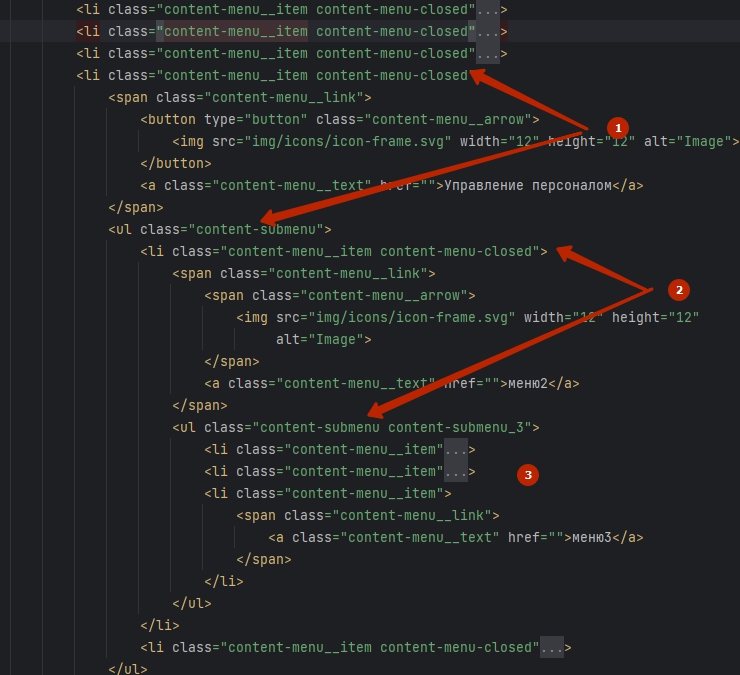 <li class="content-menu__item content-menu-closed"...>
<li class="content-menu__item content-menu-closed"...>
<li class="content-menu__item content-menu-closed"...>
<li class="content-menu__item content-menu-closed
1
<span class="content-menu__link">
<button type="button" class="content-menu__arrow">
<img src="img/icons/icon-frame.svg" width="12" height="12" alt="Image">
</button>
<a class="content-menu__text" href="">Управление персоналом</a>
</span>
<ul class="content-submenu">
<li class="content-menu__item content-menu-closed">
2
<span class="content-menu__link">
<span class="content-menu__arrow">
<img src="img/icons/icon-frame.svg" width="12" height="12"
alt="Image">
</span>
<a class="content-menu__text" href="">меню2</a>
</span>
<ul class="content-submenu content-submenu_3">
<li class="content-menu__item"...>
<li class="content-menu__item"...>
3
<li class="content-menu__item">
<span class="content-menu__link">
<a class="content-menu__text" href="">меню3</a>
</span>
</li>
</ul>
</li>
<li class="content-menu__item content-menu-closed"...>
</ul>